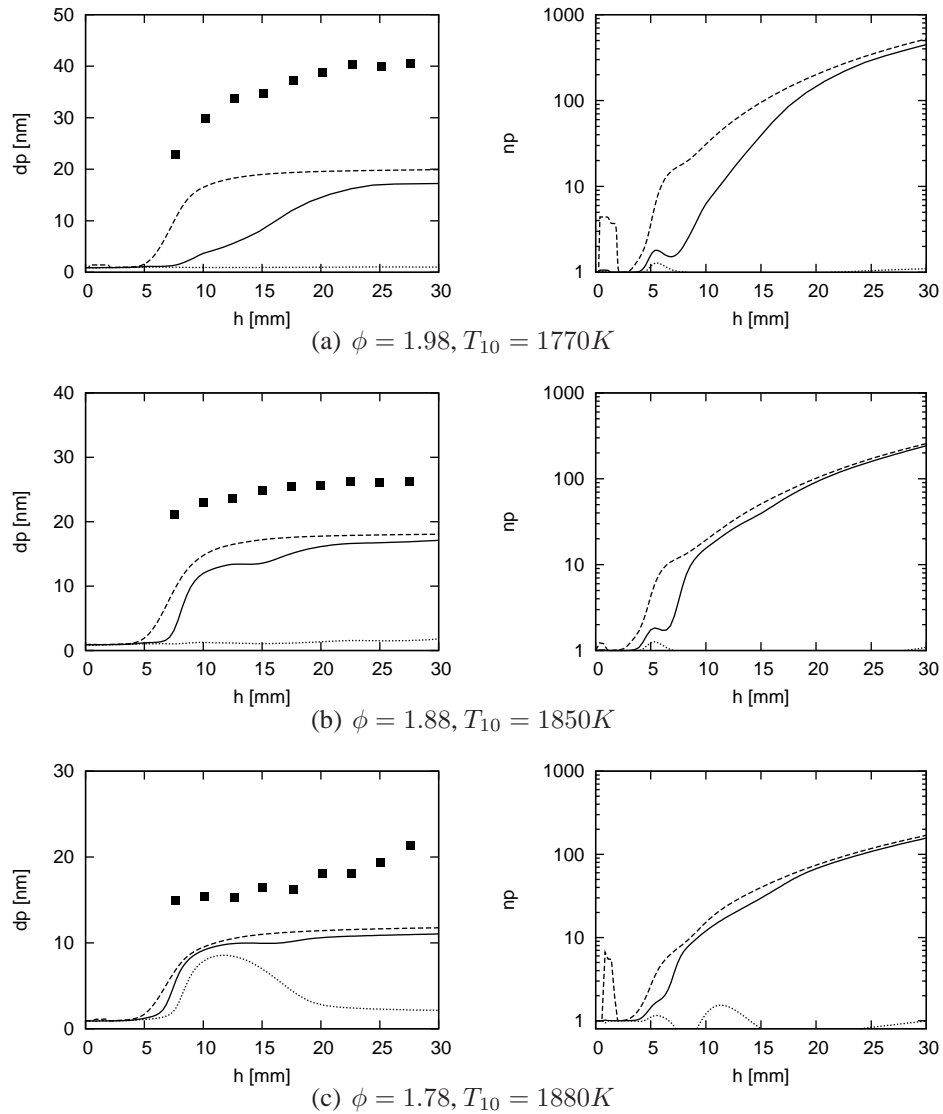 50
40
30
20
10
0
dp [nm]
0 5 10 15 20 25 30
h [mm]
1000
100
10
1
np
0 5 10 15 20 25 30
h [mm]
(a) ϕ = 1.98, T10 = 1770K
40
30
20
10
0
dp [nm]
0 5 10 15 20 25 30
h [mm]
1000
100
10
1
np
0 5 10 15 20 25 30
h [mm]
(b) ϕ = 1.88, T10 = 1850K
30
20
10
0
dp [nm]
0 5 10 15 20 25 30
h [mm]
1000
100
10
1
np
0 5 10 15 20 25 30
h [mm]
(c) ϕ = 1.78, T10 = 1880K